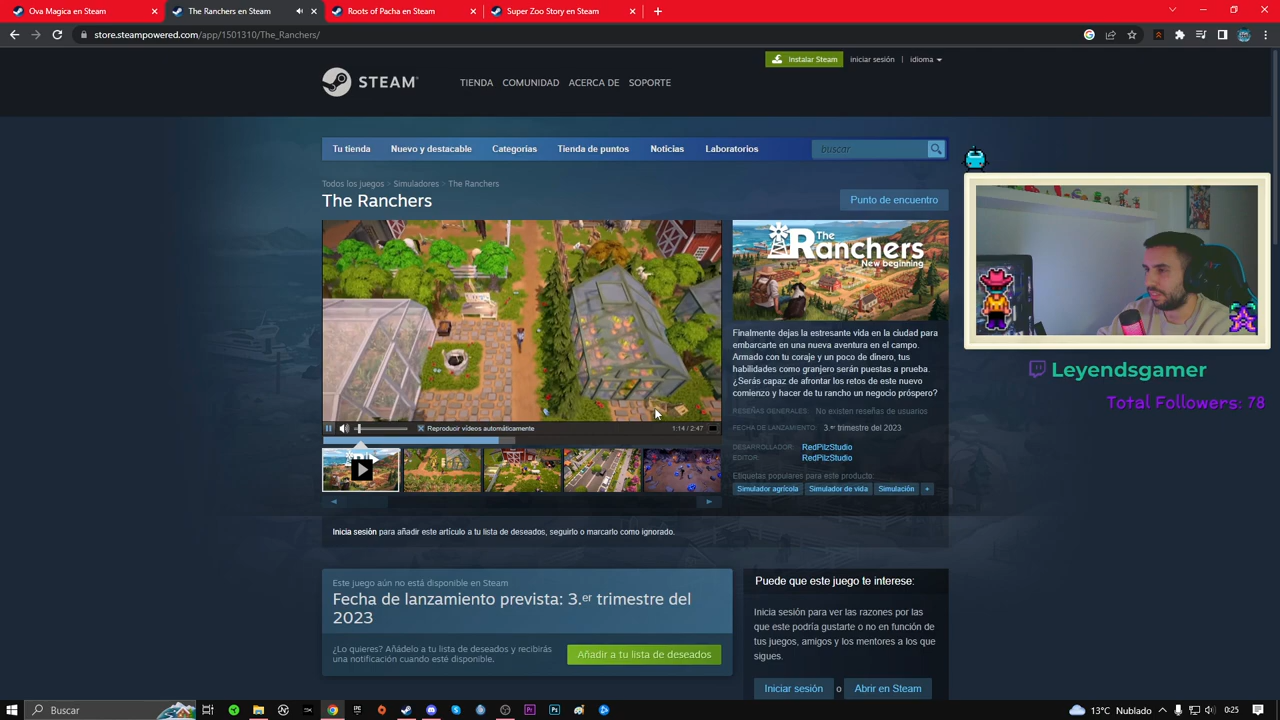 Ova Magica en Steam
The Ranchers en Steam
Roots of Pacha en Steam
Super Zoo Story en Steam
store.steampowered.com/app/1501310/The_Ranchers/
Instalar Steam
iniciar sesión | idioma
STEAM
TIENDA COMUNIDAD ACERCA DE SOPORTE
Tu tienda Nuevo y destacable Categorías Tienda de puntos Noticias Laboratorios
buscar
Todos los juegos > Simuladores > The Ranchers
The Ranchers
Punto de encuentro
The
Ranchers
New beginning
Finalmente dejas la estresante vida en la ciudad para
embarcarte en una nueva aventura en el campo.
Armado con tu coraje y un poco de dinero, tus
habilidades como granjero serán puestas a prueba.
¿Serás capaz de afrontar los retos de este nuevo
comienzo y hacer de tu rancho un negocio próspero?
RESEÑAS GENERALES: No existen reseñas de usuarios
FECHA DE LANZAMIENTO: 3.er trimestre del 2023
DESARROLLADOR: RedPilzStudio
EDITOR: RedPilzStudio
Etiquetas populares para este producto:
Simulador agrícola Simulador de vida Simulación +
Reproducir vídeos automáticamente
1:14 / 2:47
Leyendsgamer
Total Followers: 78
Inicia sesión para añadir este artículo a tu lista de deseados, seguirlo o marcarlo como ignorado.
Este juego aún no está disponible en Steam
Fecha de lanzamiento prevista: 3.er trimestre del
2023
¿Lo quieres? Añádelo a tu lista de deseados y recibirás
una notificación cuando esté disponible.
Añadir a tu lista de deseados
Puede que este juego te interese:
Inicia sesión para ver las razones por las
que este podría gustarte o no en función de
tus juegos, amigos y los mentores a los que
sigues.
Iniciar sesión o Abrir en Steam
Buscar
13°C Nublado
0:25